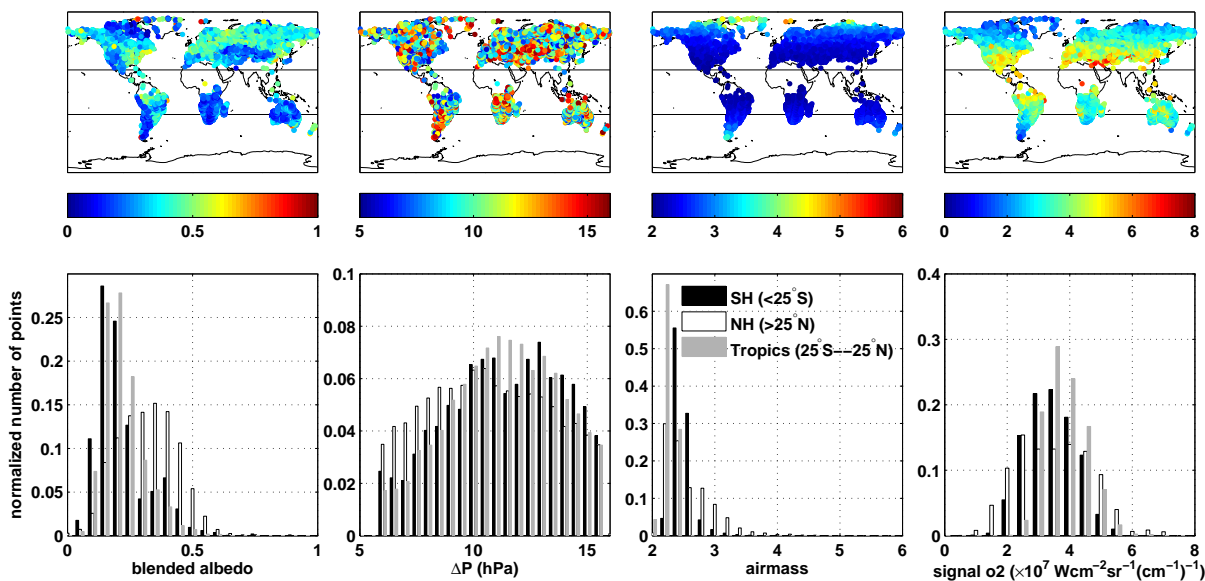 0 0.5 1
5 10 15
2 3 4 5 6
0 2 4 6 8
normalized number of points
0.25
0.2
0.15
0.1
0.05
0
0 0.5 1
blended albedo
0.1
0.08
0.06
0.04
0.02
0
5 10 15
ΔP (hPa)
0.6
0.5
0.4
0.3
0.2
0.1
0
2 3 4 5 6
airmass
SH (<25°S)
NH (>25°N)
Tropics (25°S−−25°N)
0.4
0.3
0.2
0.1
0
0 2 4 6 8
signal o2 (×10⁷ Wcm⁻²sr⁻¹(cm⁻¹)⁻¹)